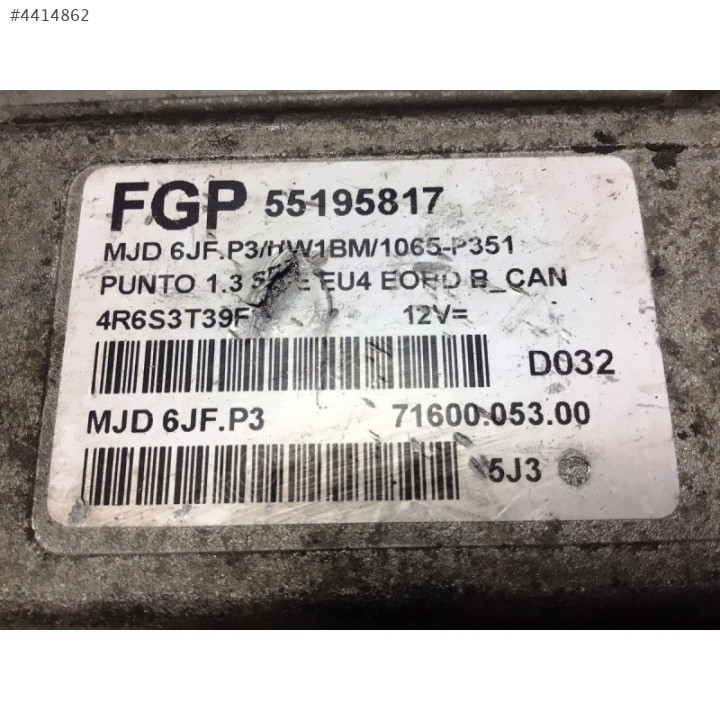 #4414862
FGP 55195817
MJD 6JF.P3/HW1BM/1065-P351
PUNTO 1.3 EU4 EOBD B_CAN
4R6S3T39F 12V=
D032
MJD 6JF.P3 71600.053.00
5J3